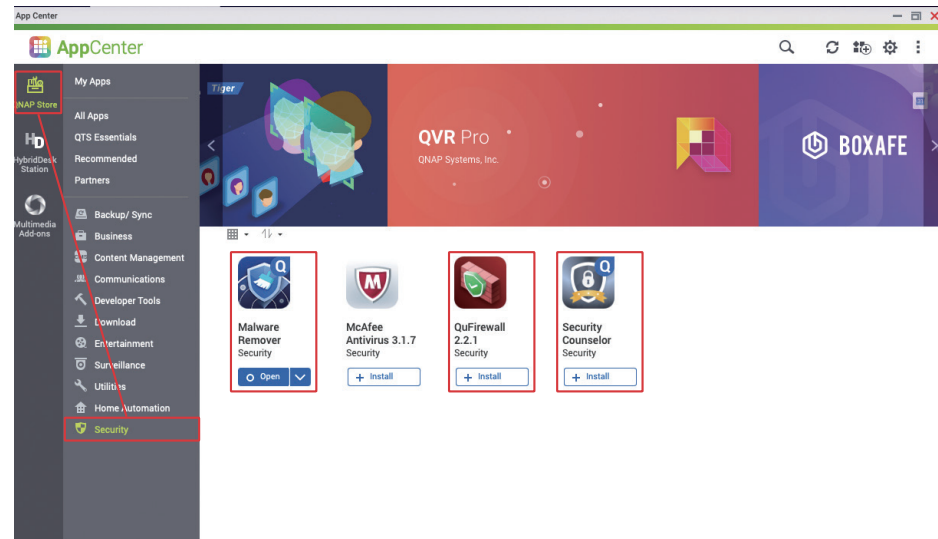 App Center
AppCenter
QNAP Store
HybridDesk
Station
Multimedia
Add-ons
My Apps
All Apps
QTS Essentials
Recommended
Partners
Backup/ Sync
Business
Content Management
Communications
Developer Tools
Download
Entertainment
Surveillance
Utilities
Home Automation
Security
Tiger
QVR Pro
QNAP Systems, Inc.
BOXAFE
Malware
Remover
Security
Open
McAfee
Antivirus 3.1.7
Security
+ Install
QuFirewall
2.2.1
Security
+ Install
Security
Counselor
Security
+ Install